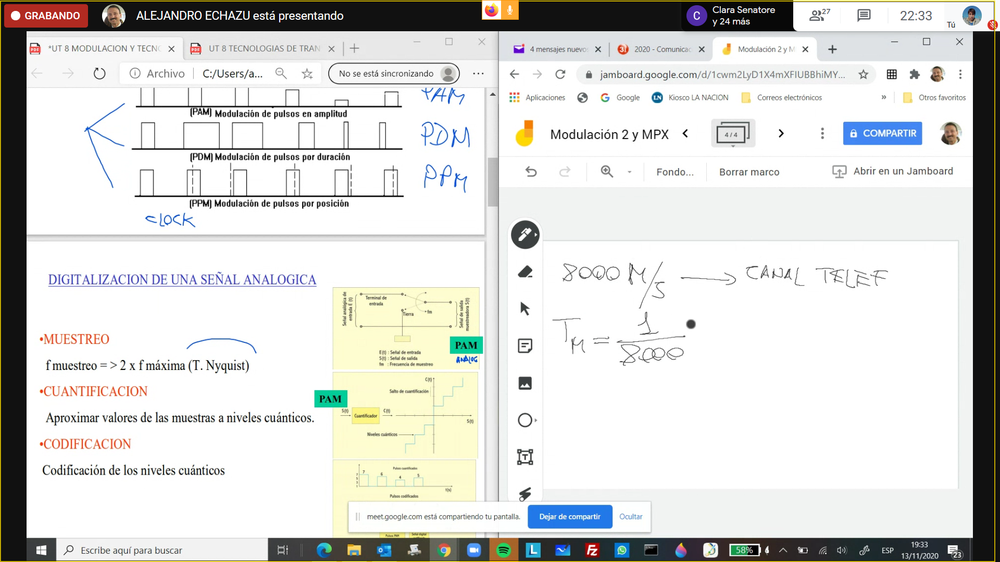 GRABANDO
ALEJANDRO ECHAZU está presentando
C
Clara Senatore
y 24 más
27
22:33
Tú
*UT 8 MODULACION Y TECNO
UT 8 TECNOLOGIAS DE TRAN
4 mensajes nuevos
2020 - Comunicac
Modulación 2 y M
Archivo
C:/Users/a...
No se está sincronizando
jamboard.google.com/d/1cwm2LyD1X4mXFIUBBhiMY...
Aplicaciones
Google
LN
Kiosco LA NACION
Correos electrónicos
»
Otros favoritos
PAM
(PAM) Modulación de pulsos en amplitud
PDM
(PDM) Modulación de pulsos por duración
PPM
(PPM) Modulación de pulsos por posición
CLOCK
Modulación 2 y MPX
4 / 4
COMPARTIR
Fondo...
Borrar marco
Abrir en un Jamboard
8000 M/S → CANAL TELEF
TM = 1
8000
DIGITALIZACION DE UNA SEÑAL ANALOGICA
•MUESTREO
f muestreo = > 2 x f máxima (T. Nyquist)
•CUANTIFICACION
Aproximar valores de las muestras a niveles cuánticos.
•CODIFICACION
Codificación de los niveles cuánticos
Señal analógica de
entrada E (t)
Terminal de
entrada
Tierra
fm
Señal de salida
muestreadora S(t)
PAM
ANALOG
E(t) : Señal de entrada
S(t) : Señal de salida
fm : Frecuencia de muestreo
PAM
C(t)
Salto de cuantificación
S(t)
Cuantificador
C(t)
S(t)
Niveles cuánticos
Pulsos cuantificados
7
5
3
1
7
6
4
5
t(s)
Pulsos codificados
Pulsos PAM
Señal digital
meet.google.com está compartiendo tu pantalla.
Dejar de compartir
Ocultar
Escribe aquí para buscar
58%
ESP
19:33
13/11/2020
23